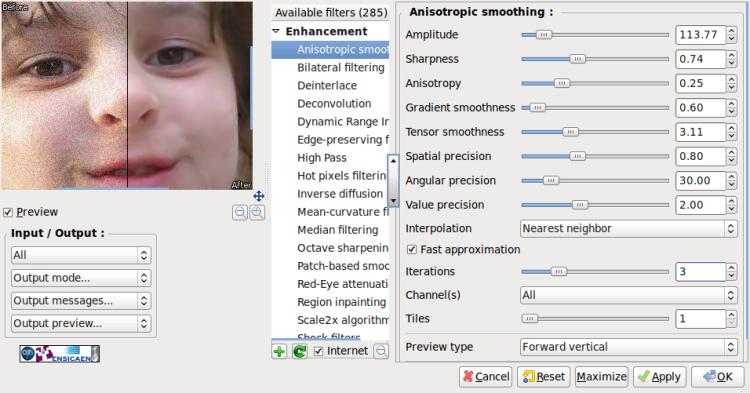 Before
After
Preview
Input / Output :
All
Output mode...
Output messages...
Output preview...
ENSICAEN
Available filters (285)
Enhancement
Anisotropic smoot
Bilateral filtering
Deinterlace
Deconvolution
Dynamic Range In
Edge-preserving f
High Pass
Hot pixels filterin
Inverse diffusion
Mean-curvature fl
Median filtering
Octave sharpenin
Patch-based smoo
Red-Eye attenuati
Region inpainting
Scale2x algorithm
Shock filters
Internet
Anisotropic smoothing :
Amplitude 113.77
Sharpness 0.74
Anisotropy 0.25
Gradient smoothness 0.60
Tensor smoothness 3.11
Spatial precision 0.80
Angular precision 30.00
Value precision 2.00
Interpolation Nearest neighbor
Fast approximation
Iterations 3
Channel(s) All
Tiles 1
Preview type Forward vertical
Cancel Reset Maximize Apply OK